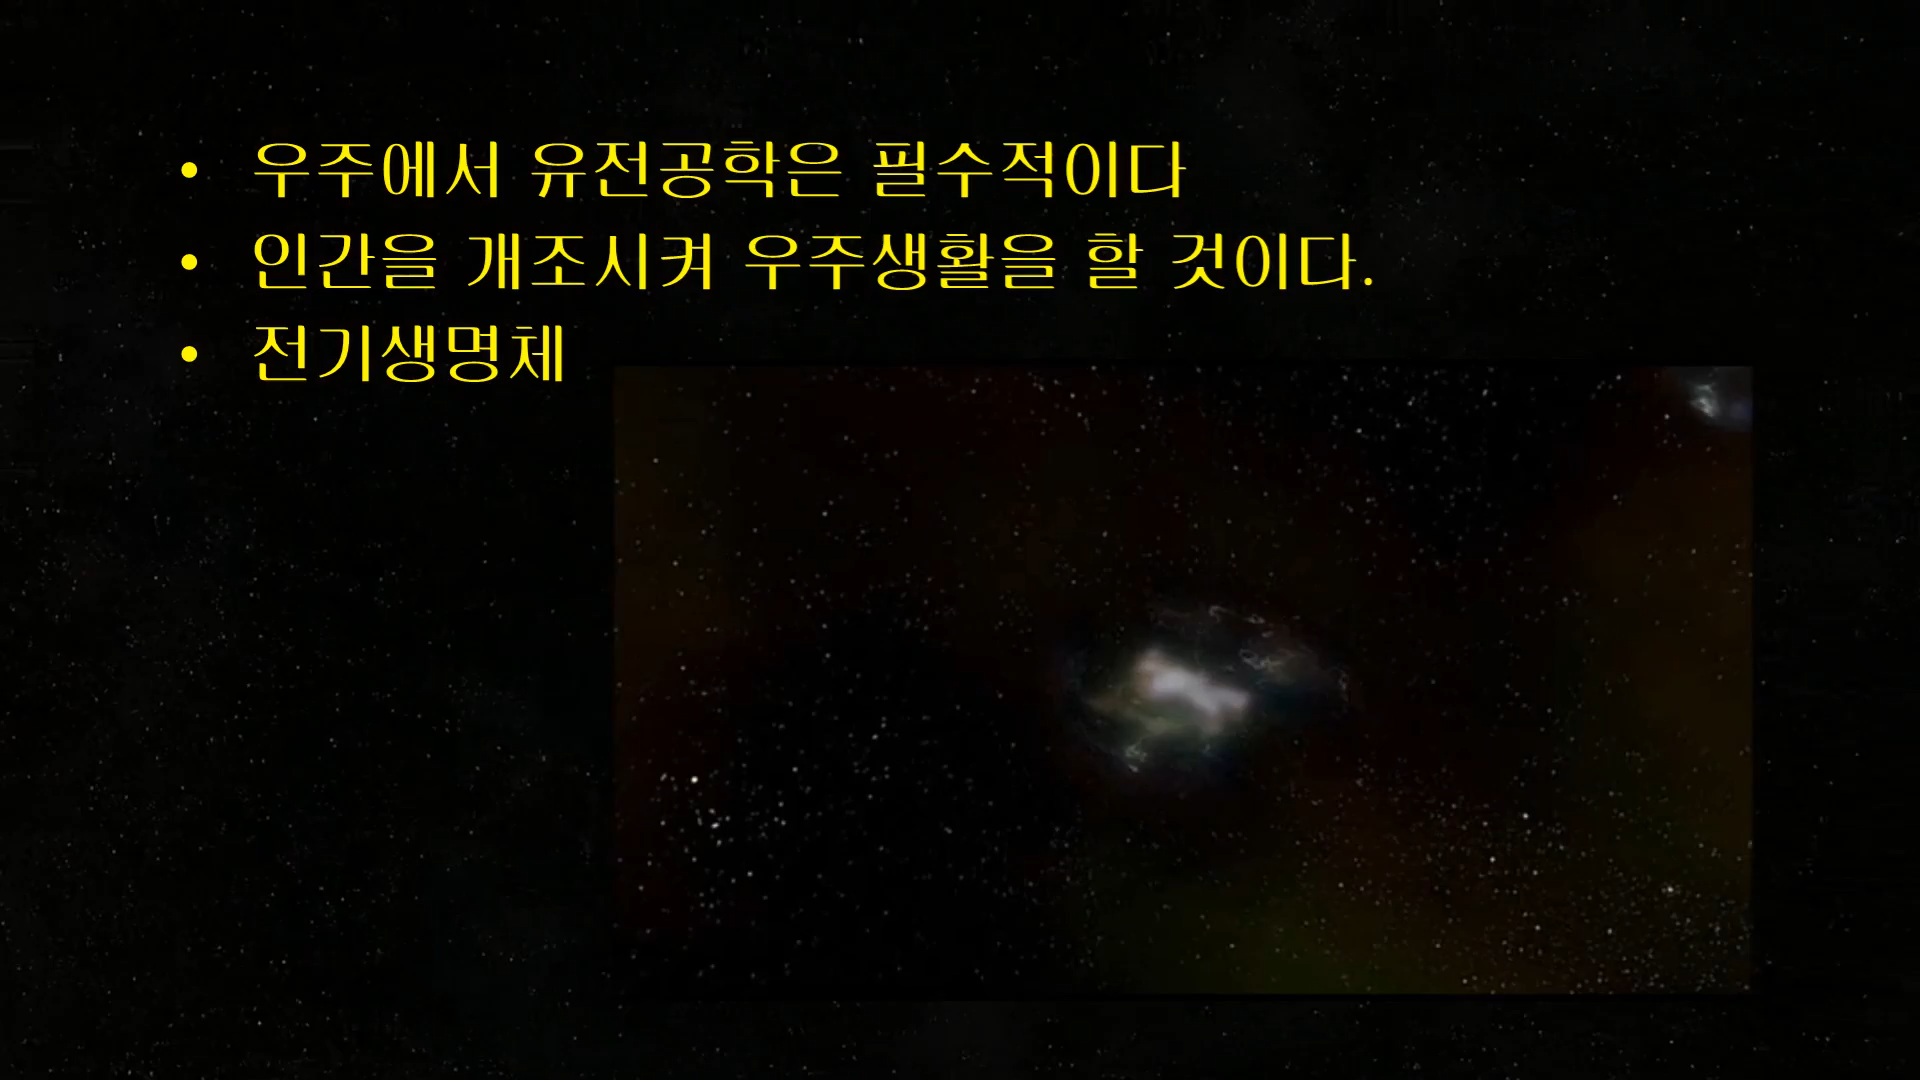 • 우주에서 유전공학은 필수적이다
• 인간을 개조시켜 우주생활을 할 것이다.
• 전기생명체